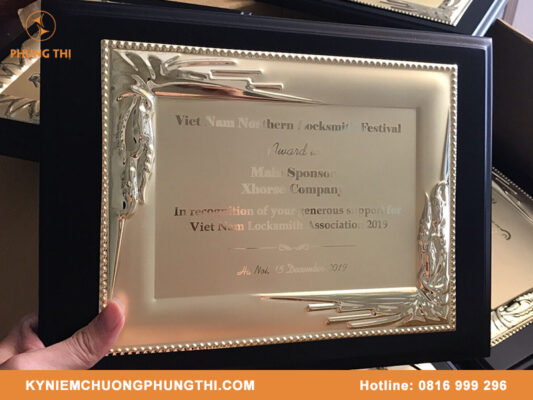 PHUNG THI
Viet Nam Northern Locksmith Festival
Award to
Main Sponsor
Xhorse Company
In recognition of your generous support for
Viet Nam Locksmith Association 2019
Ha Noi, 15 December 2019
KYNIEMCHUONGPHUNGTHI.COM
Hotline: 0816 999 296